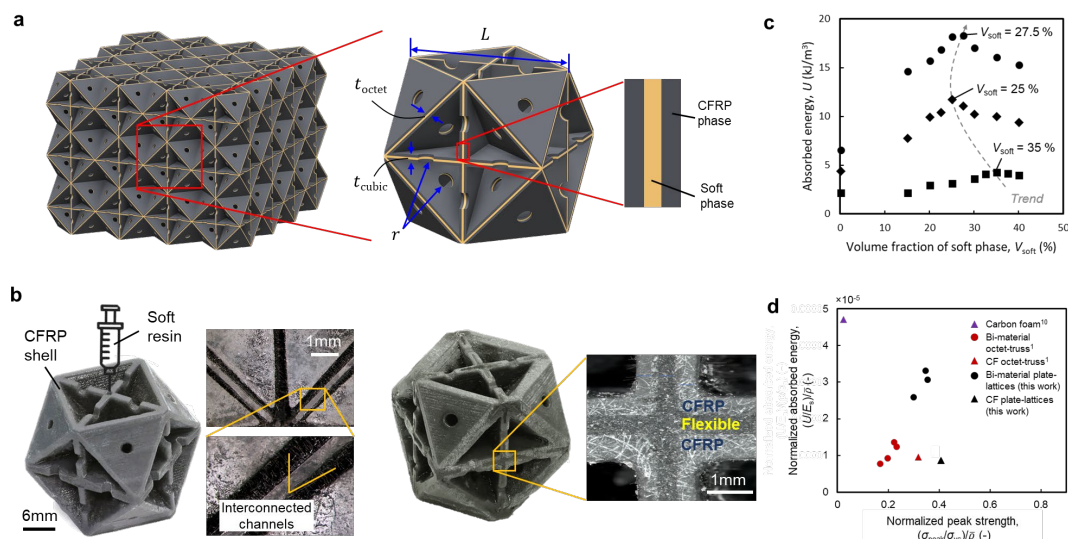 a
L
t_octet
t_cubic
r
CFRP
phase
Soft
phase
b
CFRP
shell
Soft
resin
6mm
1mm
Interconnected
channels
CFRP
Flexible
CFRP
1mm
c
Absorbed energy, U (kJ/m³)
20
15
10
5
0
0 10 20 30 40 50
V_soft = 27.5 %
V_soft = 25 %
V_soft = 35 %
Trend
Volume fraction of soft phase, V_soft (%)
d
×10⁻⁵
Normalized absorbed energy,
(U/E_s)/ρ̄ (-)
4
3
2
1
0
0 0.2 0.4 0.6 0.8
Carbon foam¹⁰
Bi-material
octet-truss¹
CF octet-truss¹
Bi-material plate-
lattices (this work)
CF plate-lattices
(this work)
Normalized peak strength,